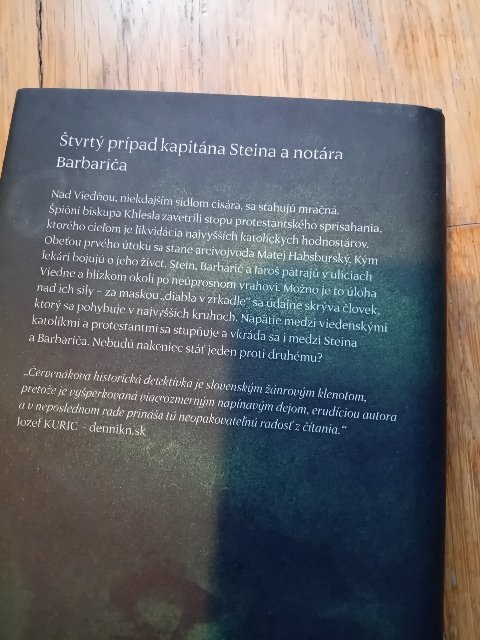 Štvrtý prípad kapitána Steina a notára
Barbariča
Nad Viedňou, niekdajším sídlom cisára, sa sťahujú mračná.
Špióni biskupa Khlesla zavetrili stopu protestantského sprisahania,
ktorého cieľom je likvidácia najvyšších katolíckych hodnostárov.
Obeťou prvého útoku sa stane arcivojvoda Matej Habsburský. Kým
lekári bojujú o jeho život, Stein, Barbarič a Jaroš pátrajú v uliciach
Viedne a blízkom okolí po neúprosnom vrahovi. Možno je to úloha
nad ich sily – za maskou „diabla v zrkadle“ sa údajne skrýva človek,
ktorý sa pohybuje v najvyšších kruhoch. Napätie medzi viedenskými
katolíkmi a protestantmi sa stupňuje a vkráda sa i medzi Steina
a Barbariča. Nebudú nakoniec stáť jeden proti druhému?
„Červenákova historická detektívka je slovenským žánrovým klenotom,
pretože je vyšperkovaná viacrozmerným napínavým dejom, erudíciou autora
a v neposlednom rade prináša tú neopakovateľnú radosť z čítania.“
Jozef KURIC – dennikn.sk